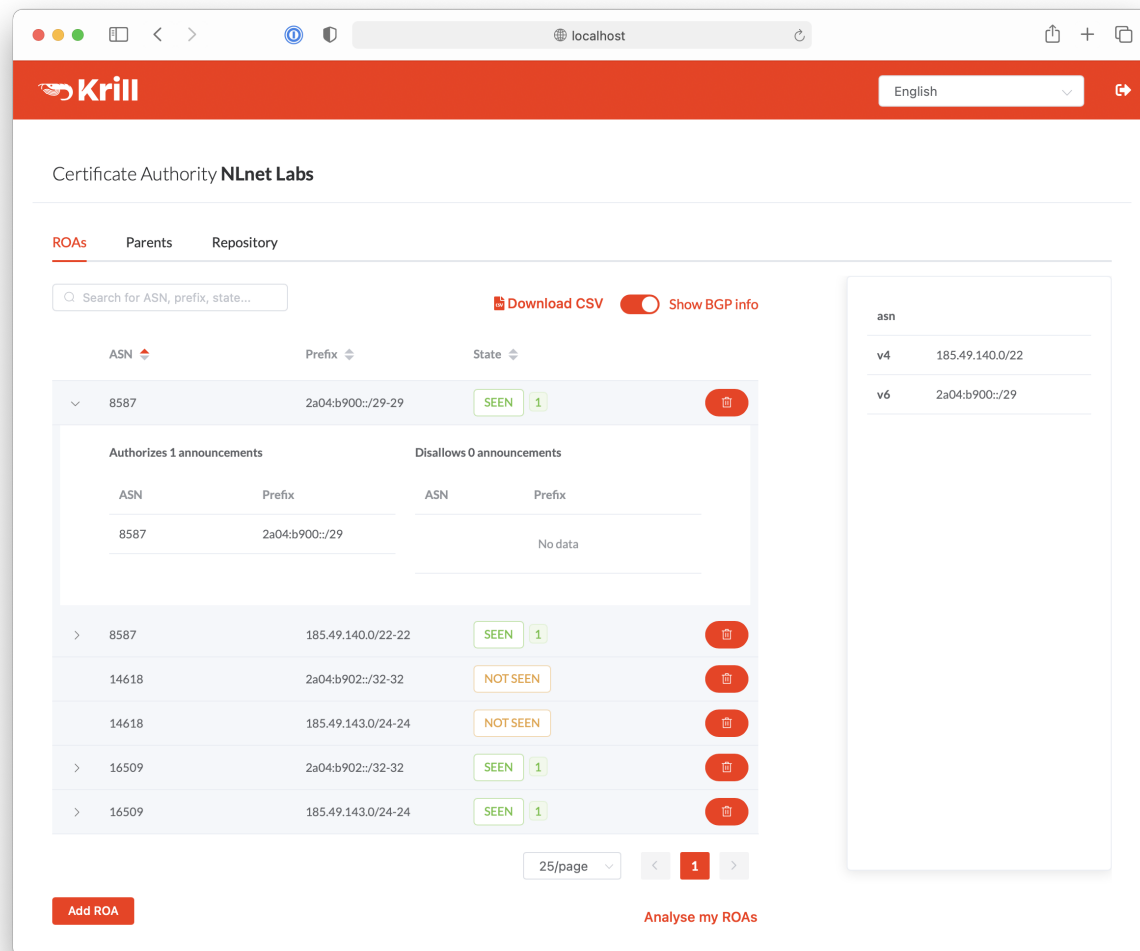 localhost
Krill
English
Certificate Authority NLnet Labs
ROAs Parents Repository
Search for ASN, prefix, state...
CSV Download CSV Show BGP info
ASN Prefix State
8587 2a04:b900::/29-29 SEEN 1
Authorizes 1 announcements Disallows 0 announcements
ASN Prefix ASN Prefix
8587 2a04:b900::/29
No data
8587 185.49.140.0/22-22 SEEN 1
14618 2a04:b902::/32-32 NOT SEEN
14618 185.49.143.0/24-24 NOT SEEN
16509 2a04:b902::/32-32 SEEN 1
16509 185.49.143.0/24-24 SEEN 1
25/page 1
Add ROA Analyse my ROAs
asn
v4 185.49.140.0/22
v6 2a04:b900::/29